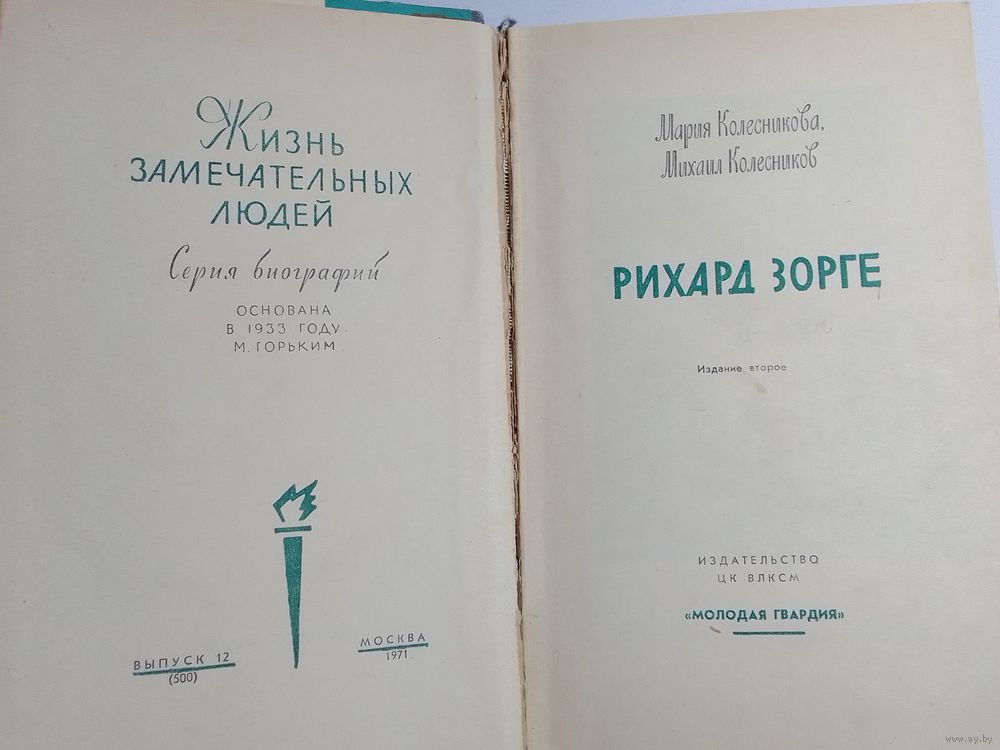 Жизнь
ЗАМЕЧАТЕЛЬНЫХ
ЛЮДЕЙ
Серия биографий
ОСНОВАНА
В 1933 ГОДУ
М. ГОРЬКИМ
ВЫПУСК 12
(500)
МОСКВА
1971
Мария Колесникова,
Михаил Колесников
РИХАРД ЗОРГЕ
Издание второе
ИЗДАТЕЛЬСТВО
ЦК ВЛКСМ
«МОЛОДАЯ ГВАРДИЯ»
www.ay.by